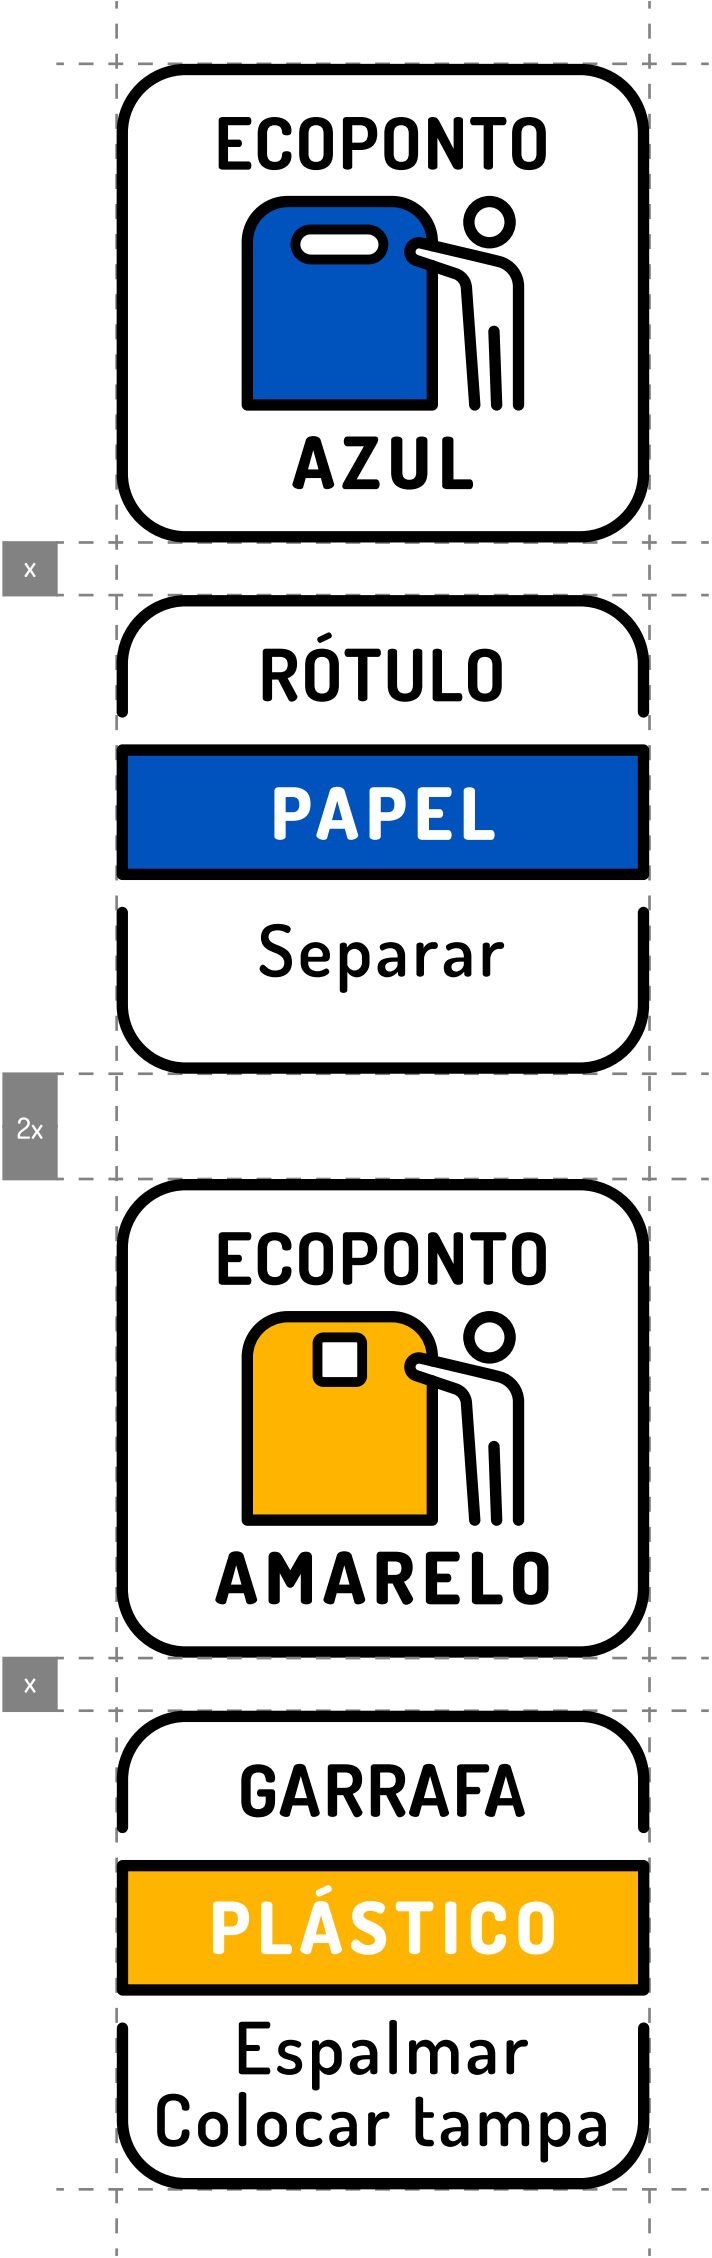 ECOPONTO
AZUL
x
RÓTULO
PAPEL
Separar
2x
ECOPONTO
AMARELO
x
GARRAFA
PLÁSTICO
Espalmar
Colocar tampa